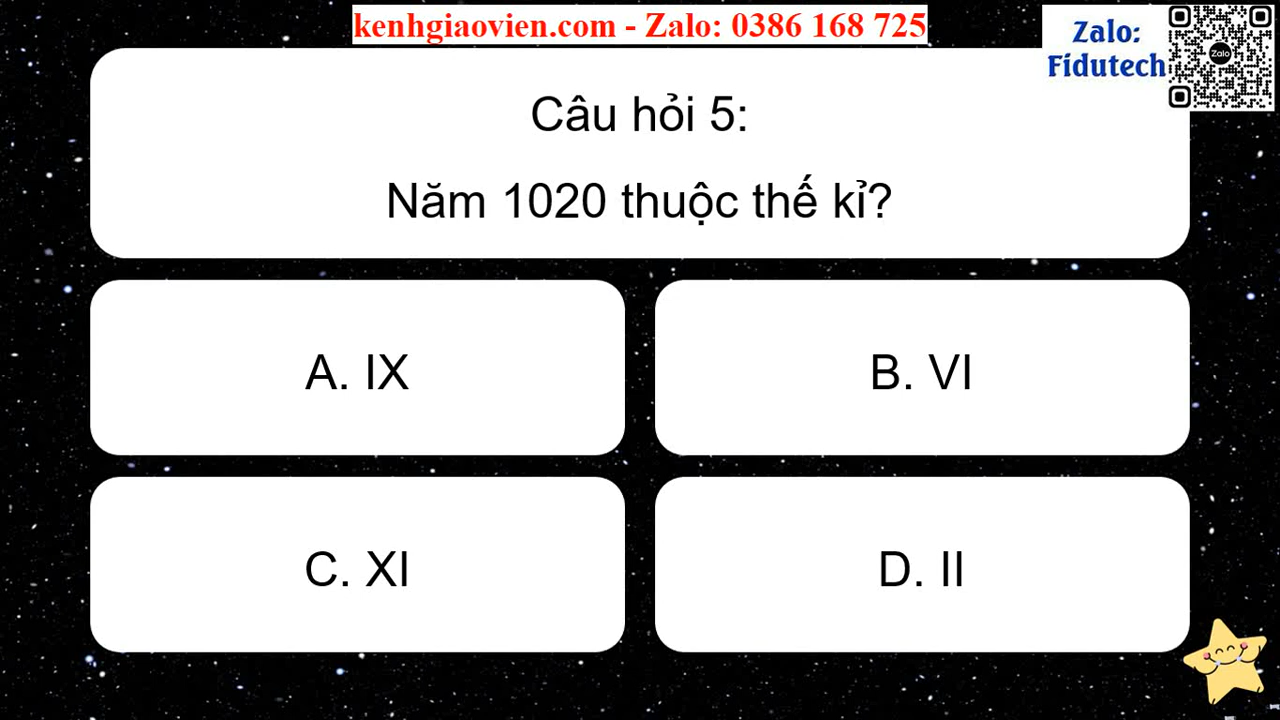 kenhgiaovien.com - Zalo: 0386 168 725
Zalo:
Fidutech
Zalo
Câu hỏi 5:
Năm 1020 thuộc thế kỉ?
A. IX
B. VI
C. XI
D. II